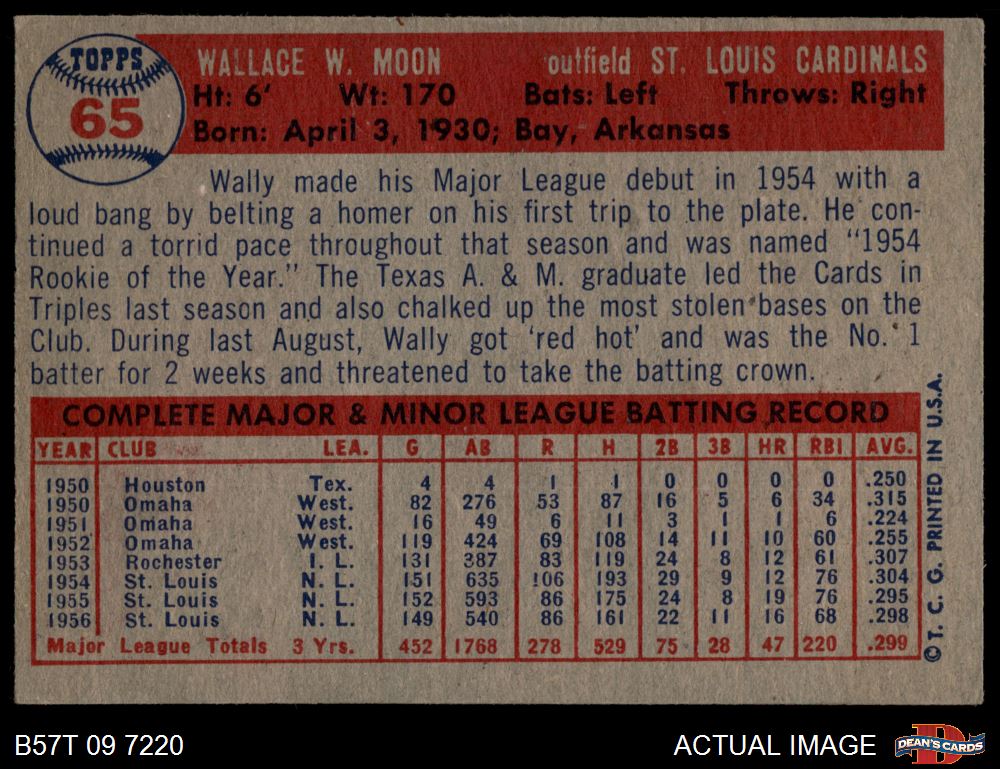 TOPPS
65
WALLACE W. MOON outfield ST. LOUIS CARDINALS
Ht: 6' Wt: 170 Bats: Left Throws: Right
Born: April 3, 1930; Bay, Arkansas
Wally made his Major League debut in 1954 with a
loud bang by belting a homer on his first trip to the plate. He con-
tinued a torrid pace throughout that season and was named "1954
Rookie of the Year." The Texas A. & M. graduate led the Cards in
Triples last season and also chalked up the most stolen bases on the
Club. During last August, Wally got 'red hot' and was the No. 1
batter for 2 weeks and threatened to take the batting crown.
COMPLETE MAJOR & MINOR LEAGUE BATTING RECORD
YEAR CLUB LEA. G AB R H 2B 3B HR RBI AVG.
1950 Houston Tex. 4 4 1 1 0 0 0 0 .250
1950 Omaha West. 82 276 53 87 16 5 6 34 .315
1951 Omaha West. 16 49 6 11 3 1 1 6 .224
1952 Omaha West. 119 424 69 108 14 11 10 60 .255
1953 Rochester I. L. 131 387 83 119 24 8 12 61 .307
1954 St. Louis N. L. 151 635 106 193 29 9 12 76 .304
1955 St. Louis N. L. 152 593 86 175 24 8 19 76 .295
1956 St. Louis N. L. 149 540 86 161 22 11 16 68 .298
Major League Totals 3 Yrs. 452 1768 278 529 75 28 47 220 .299
©T. C. G. PRINTED IN U.S.A.
B57T 09 7220
ACTUAL IMAGE
DEAN'S CARDS